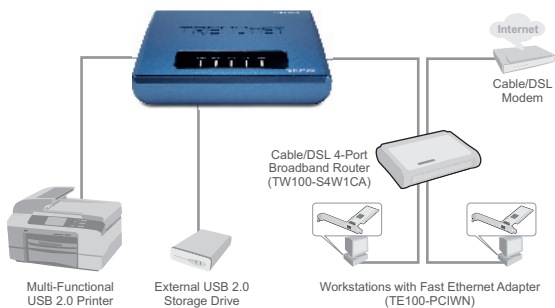 Internet
Cable/DSL
Modem
Cable/DSL 4-Port
Broadband Router
(TW100-S4W1CA)
Multi-Functional
USB 2.0 Printer
External USB 2.0
Storage Drive
Workstations with Fast Ethernet Adapter
(TE100-PCIWN)